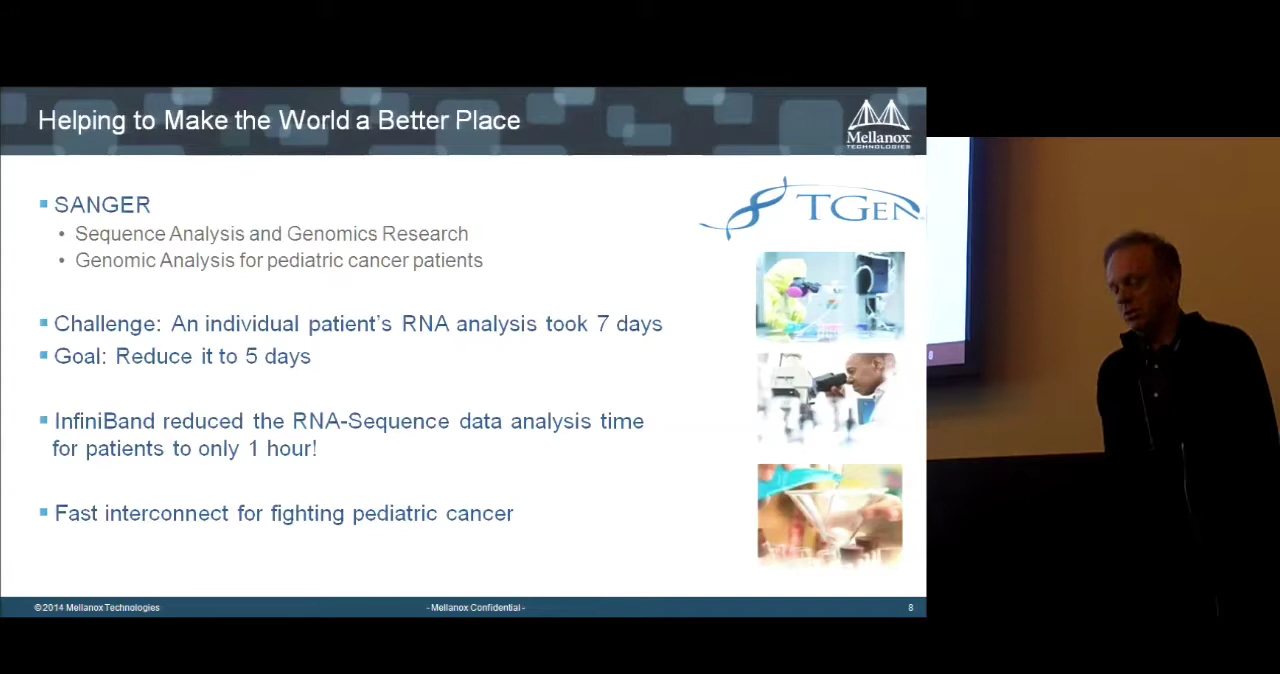 Helping to Make the World a Better Place
Mellanox
TECHNOLOGIES
TGEN
▪ SANGER
• Sequence Analysis and Genomics Research
• Genomic Analysis for pediatric cancer patients
▪ Challenge: An individual patient's RNA analysis took 7 days
▪ Goal: Reduce it to 5 days
▪ InfiniBand reduced the RNA-Sequence data analysis time
for patients to only 1 hour!
▪ Fast interconnect for fighting pediatric cancer
© 2014 Mellanox Technologies
- Mellanox Confidential -
8
8